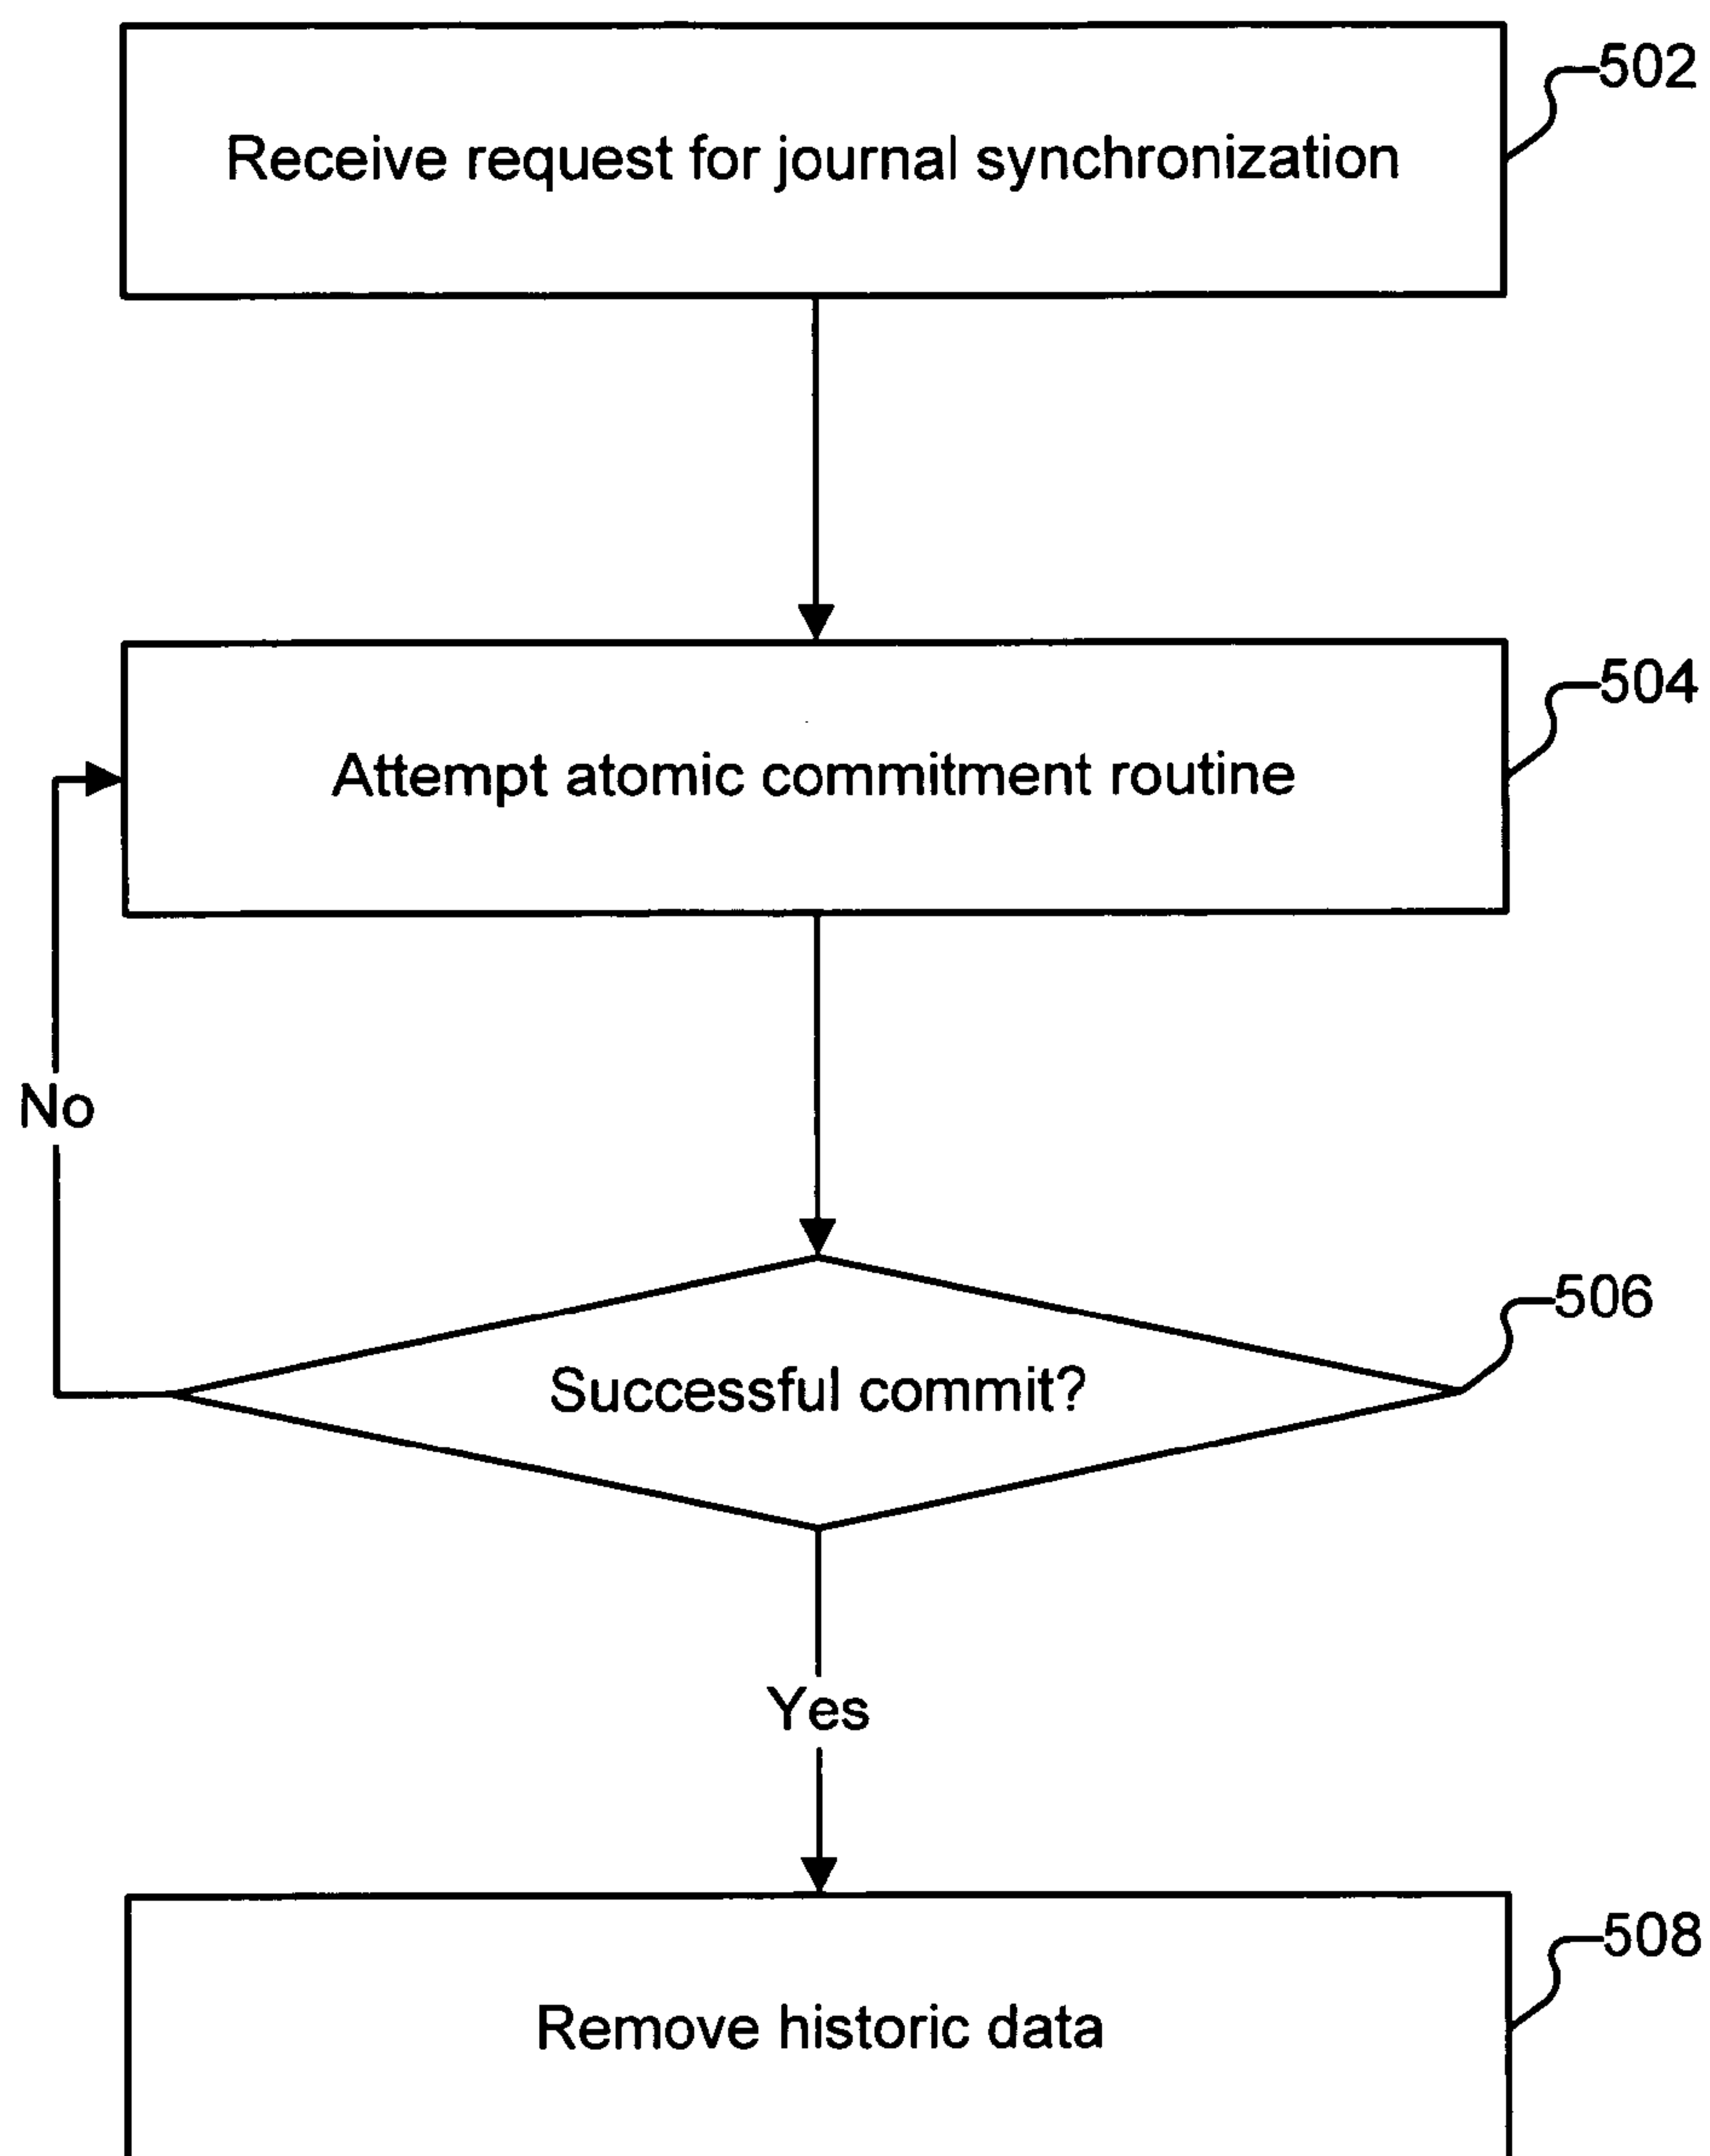 502
Receive request for journal synchronization
504
Attempt atomic commitment routine
No
506
Successful commit?
Yes
508
Remove historic data